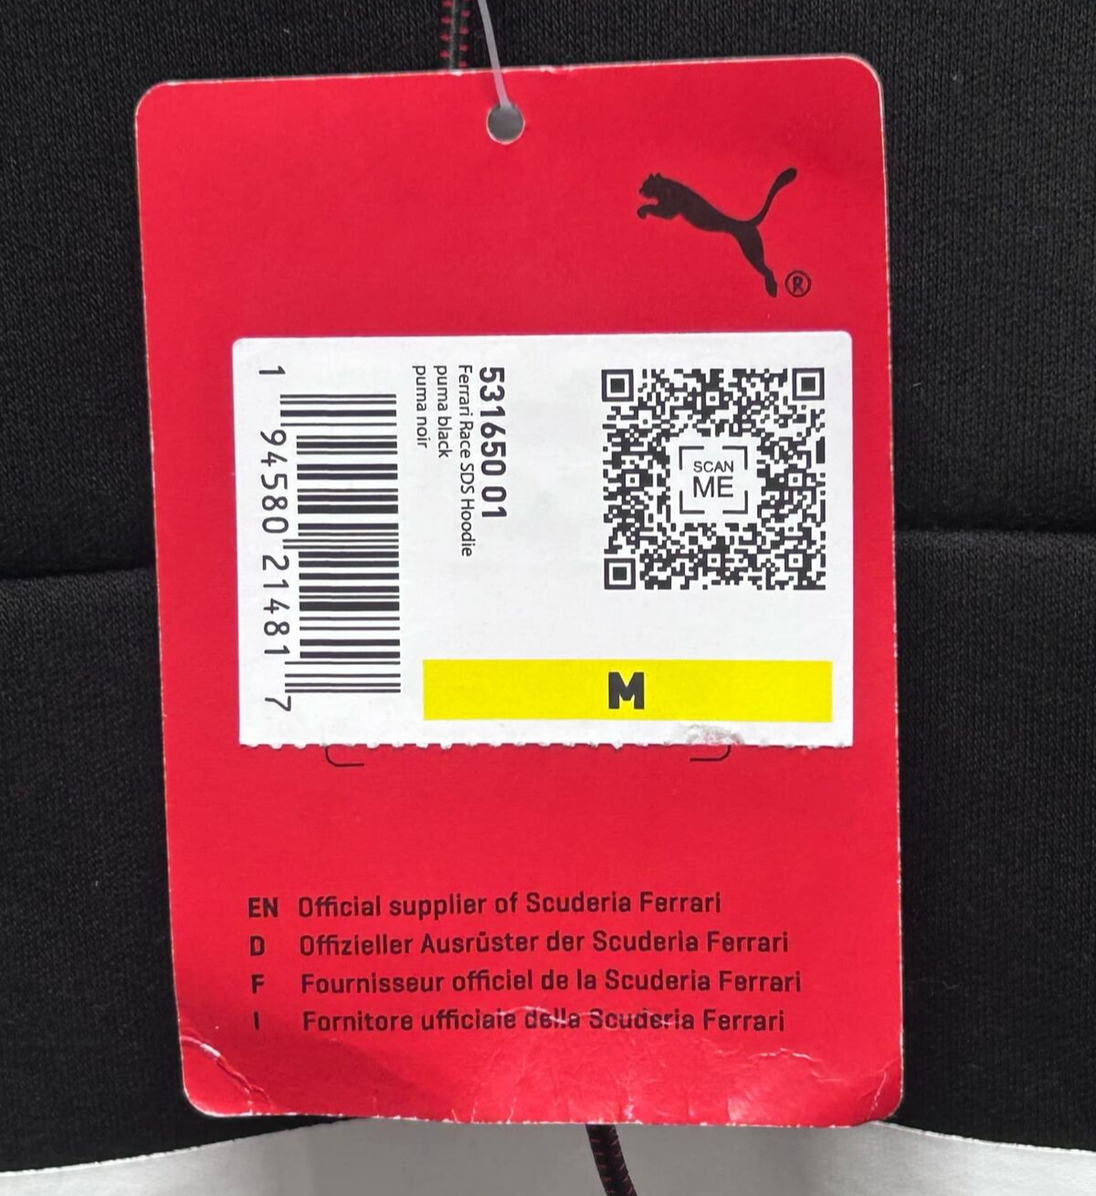 ®
531650 01
Ferrari Race SDS Hoodie
puma black
puma noir
SCAN
ME
1 94580 21481 7
M
EN Official supplier of Scuderia Ferrari
D Offizieller Ausrüster der Scuderia Ferrari
F Fournisseur officiel de la Scuderia Ferrari
I Fornitore ufficiale della Scuderia Ferrari